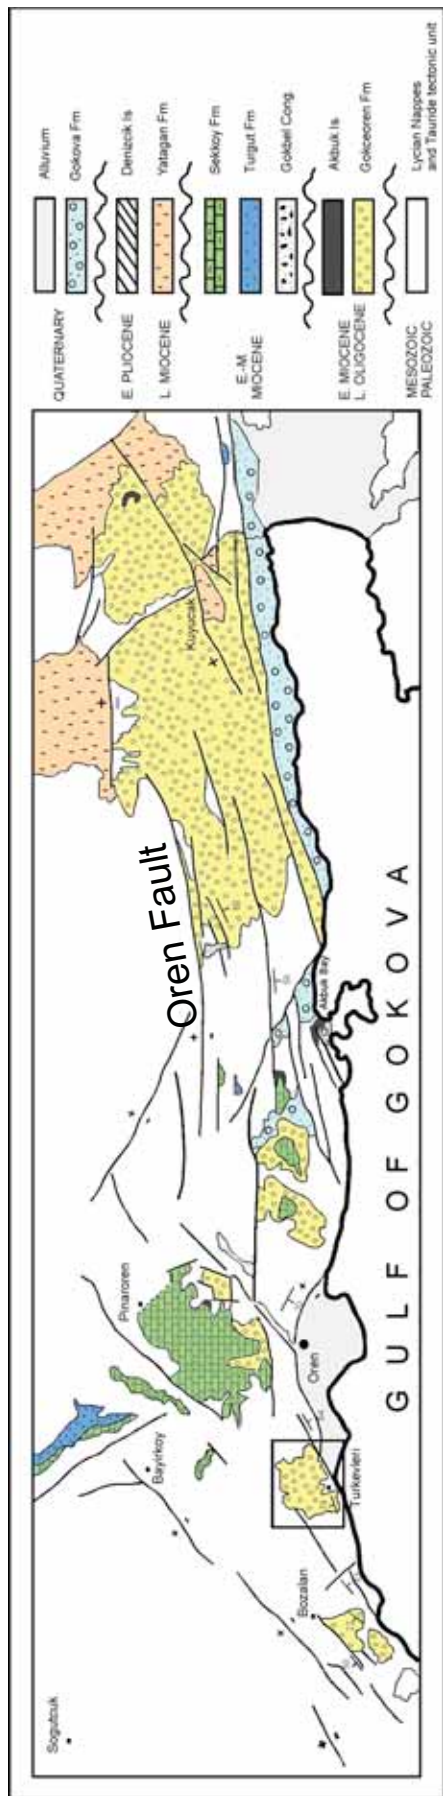 Sogutcuk
Bozalan
Bayirkoy
Turkevleri
Pinaroren
Oren
Oren Fault
Akbuk Bay
Kuyucak
GULF OF GOKOVA
QUATERNARY
Alluvium
Gokova Fm
E. PLIOCENE
Denizcik ls
L. MIOCENE
Yatagan Fm
E.-M.
MIOCENE
Sekkoy Fm
Turgut Fm
Gokbel Cong.
E. MIOCENE
L. OLIGOCENE
Akbuk ls
Gokceoren Fm
MESOZOIC
PALEOZOIC
Lycian Nappes
and Tauride tectonic unit